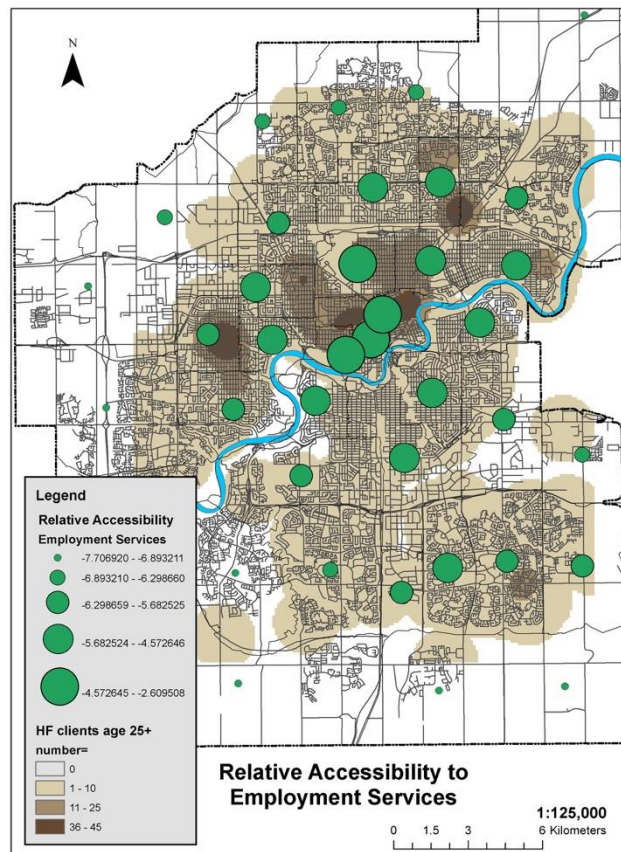 N
Legend
Relative Accessibility
Employment Services
-7.706920 - -6.893211
-6.893210 - -6.298660
-6.298659 - -5.682525
-5.682524 - -4.572646
-4.572645 - -2.609508
HF clients age 25+
number=
0
1 - 10
11 - 25
36 - 45
Relative Accessibility to
Employment Services
1:125,000
0 1.5 3 6 Kilometers